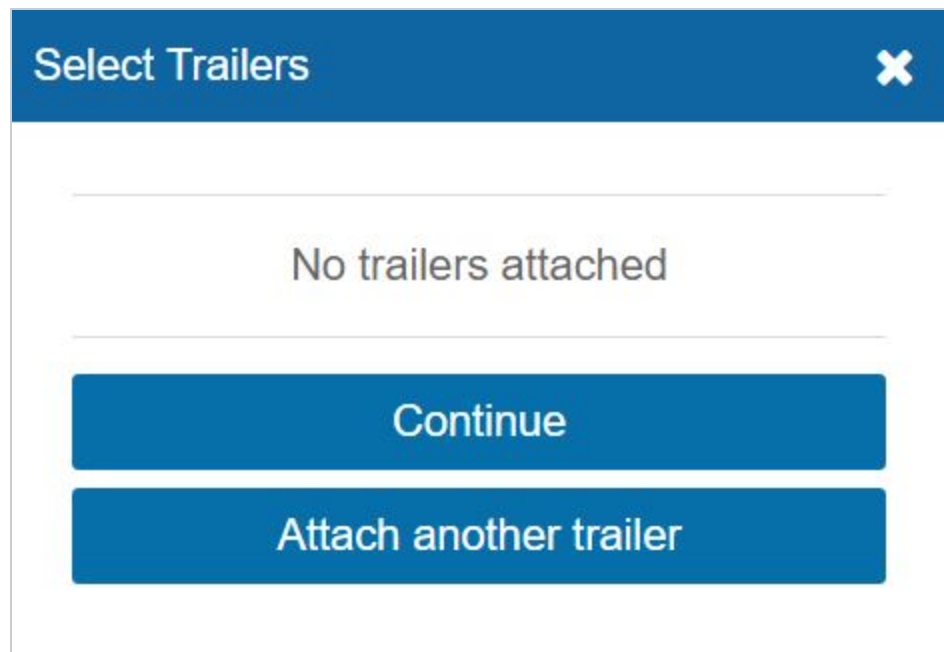 Select Trailers
No trailers attached
Continue
Attach another trailer